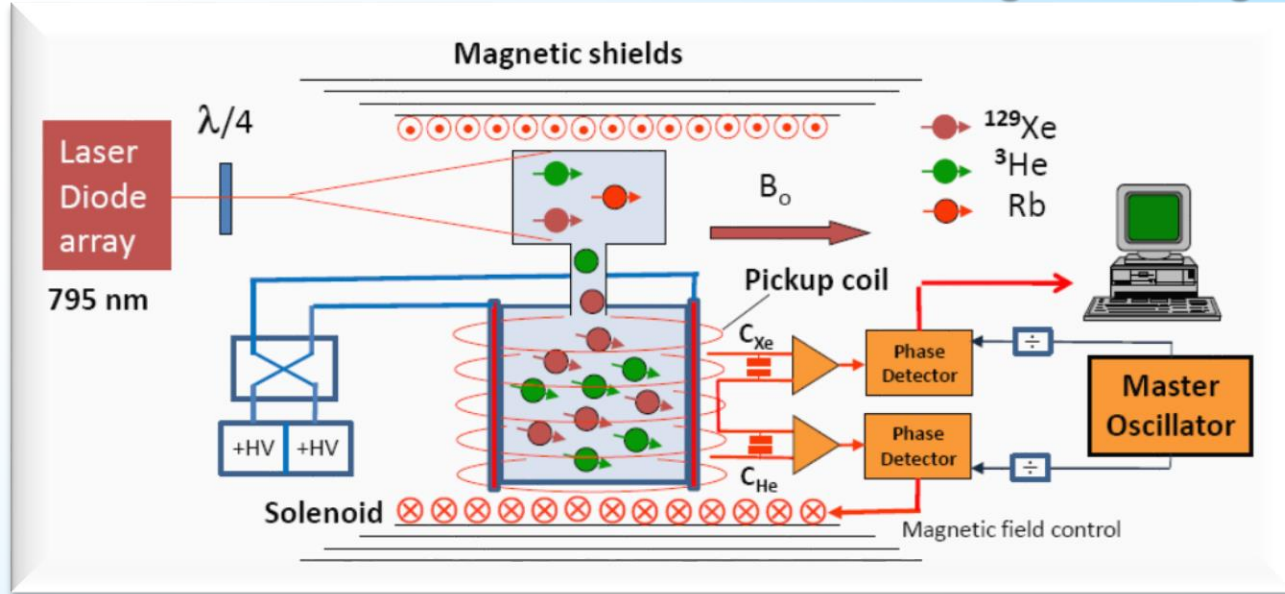 Magnetic shields
λ/4
Laser
Diode
array
795 nm
¹²⁹Xe
³He
Rb
Bₒ
Pickup coil
C_Xe
Phase
Detector
÷
Master
Oscillator
+HV
+HV
C_He
Phase
Detector
÷
Solenoid
Magnetic field control